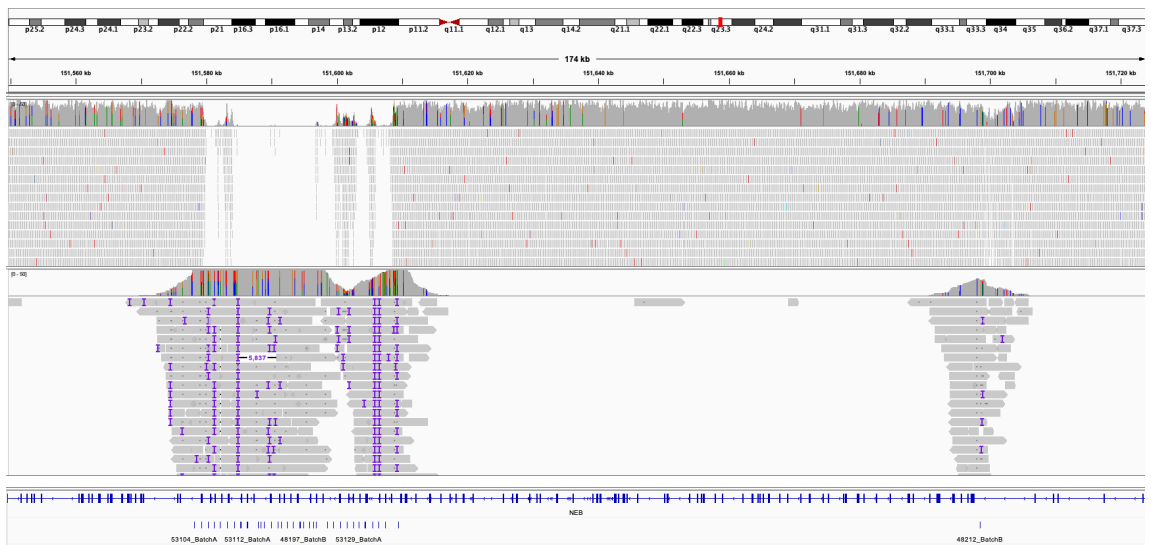 p25.2 p24.3 p24.1 p23.2 p22.2 p21 p16.3 p16.1 p14 p13.2 p12 p11.2 q11.1 q12.1 q13 q14.2 q21.1 q22.1 q22.3 q23.3 q24.2 q31.1 q31.3 q32.2 q33.1 q33.3 q34 q35 q36.2 q37.1 q37.3
174 kb
151,560 kb 151,580 kb 151,600 kb 151,620 kb 151,640 kb 151,660 kb 151,680 kb 151,700 kb 151,720 kb
[0 - 50]
5,837
NEB
53104_BatchA 53112_BatchA 48197_BatchB 53129_BatchA 48212_BatchB